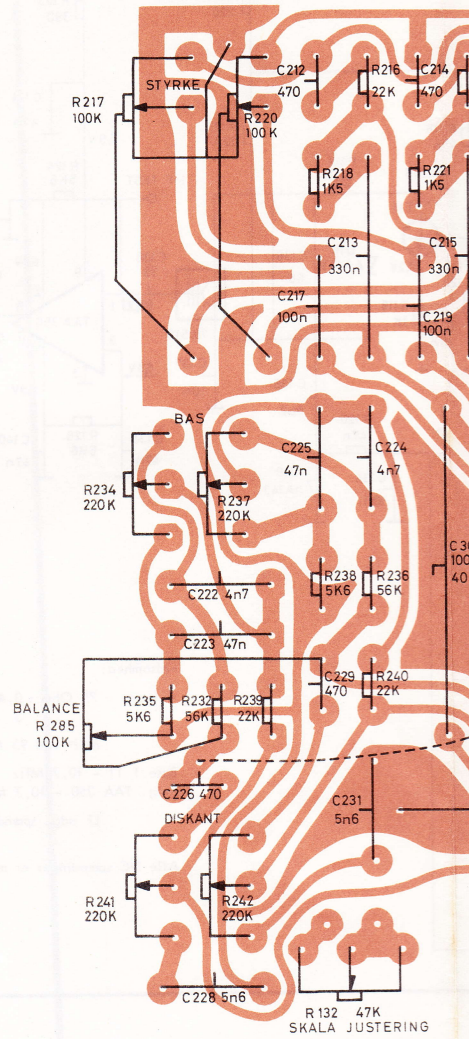 STYRKE
R217
100K
R220
100K
C212
470
R216
22K
C214
470
R218
1K5
R221
1K5
C213
330n
C215
330n
C217
100n
C219
100n
BAS
R234
220K
R237
220K
C225
47n
C224
4n7
R238
5K6
R236
56K
C222 4n7
C223 47n
BALANCE
R 285
100K
R235
5K6
R232
56K
R239
22K
C229
470
R240
22K
C226 470
C231
5n6
DISKANT
R241
220K
R242
220K
C228 5n6
R 132 47K
SKALA JUSTERING